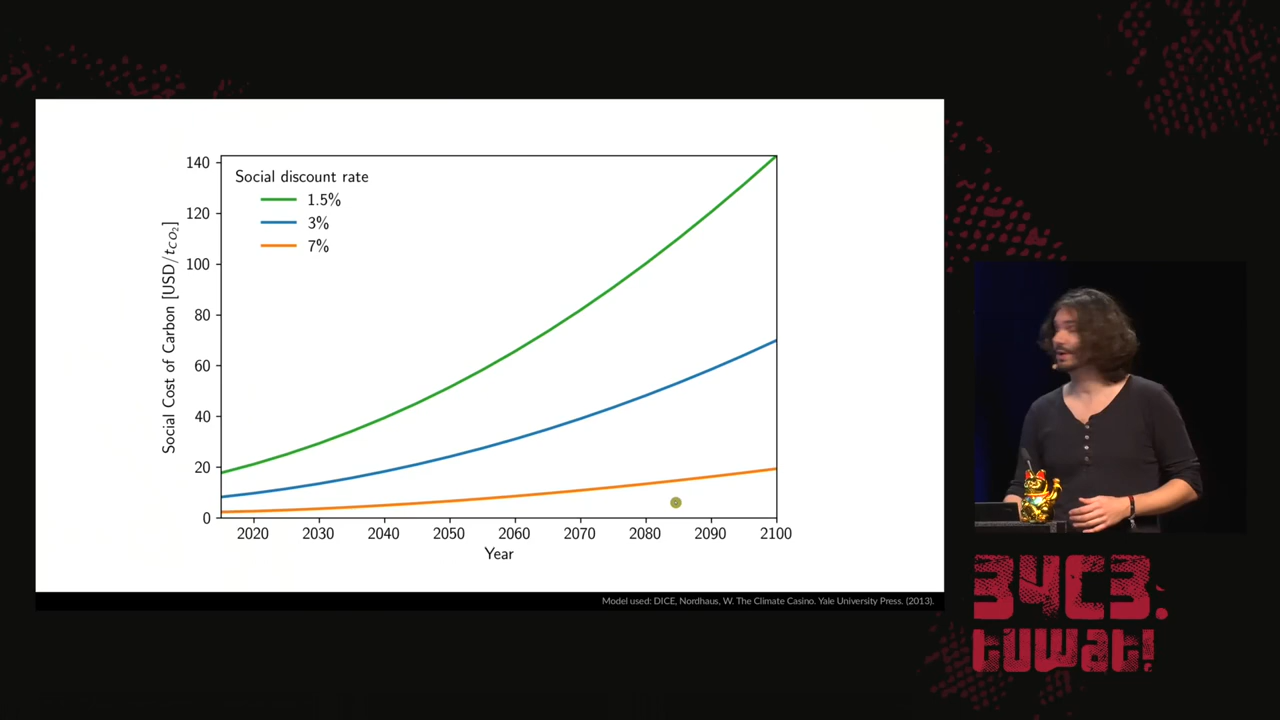 140
120
100
80
60
40
20
0
Social Cost of Carbon [USD/t_CO₂]
Social discount rate
1.5%
3%
7%
2020 2030 2040 2050 2060 2070 2080 2090 2100
Year
Model used: DICE, Nordhaus, W. The Climate Casino. Yale University Press. (2013).
34C3.
tuwat!